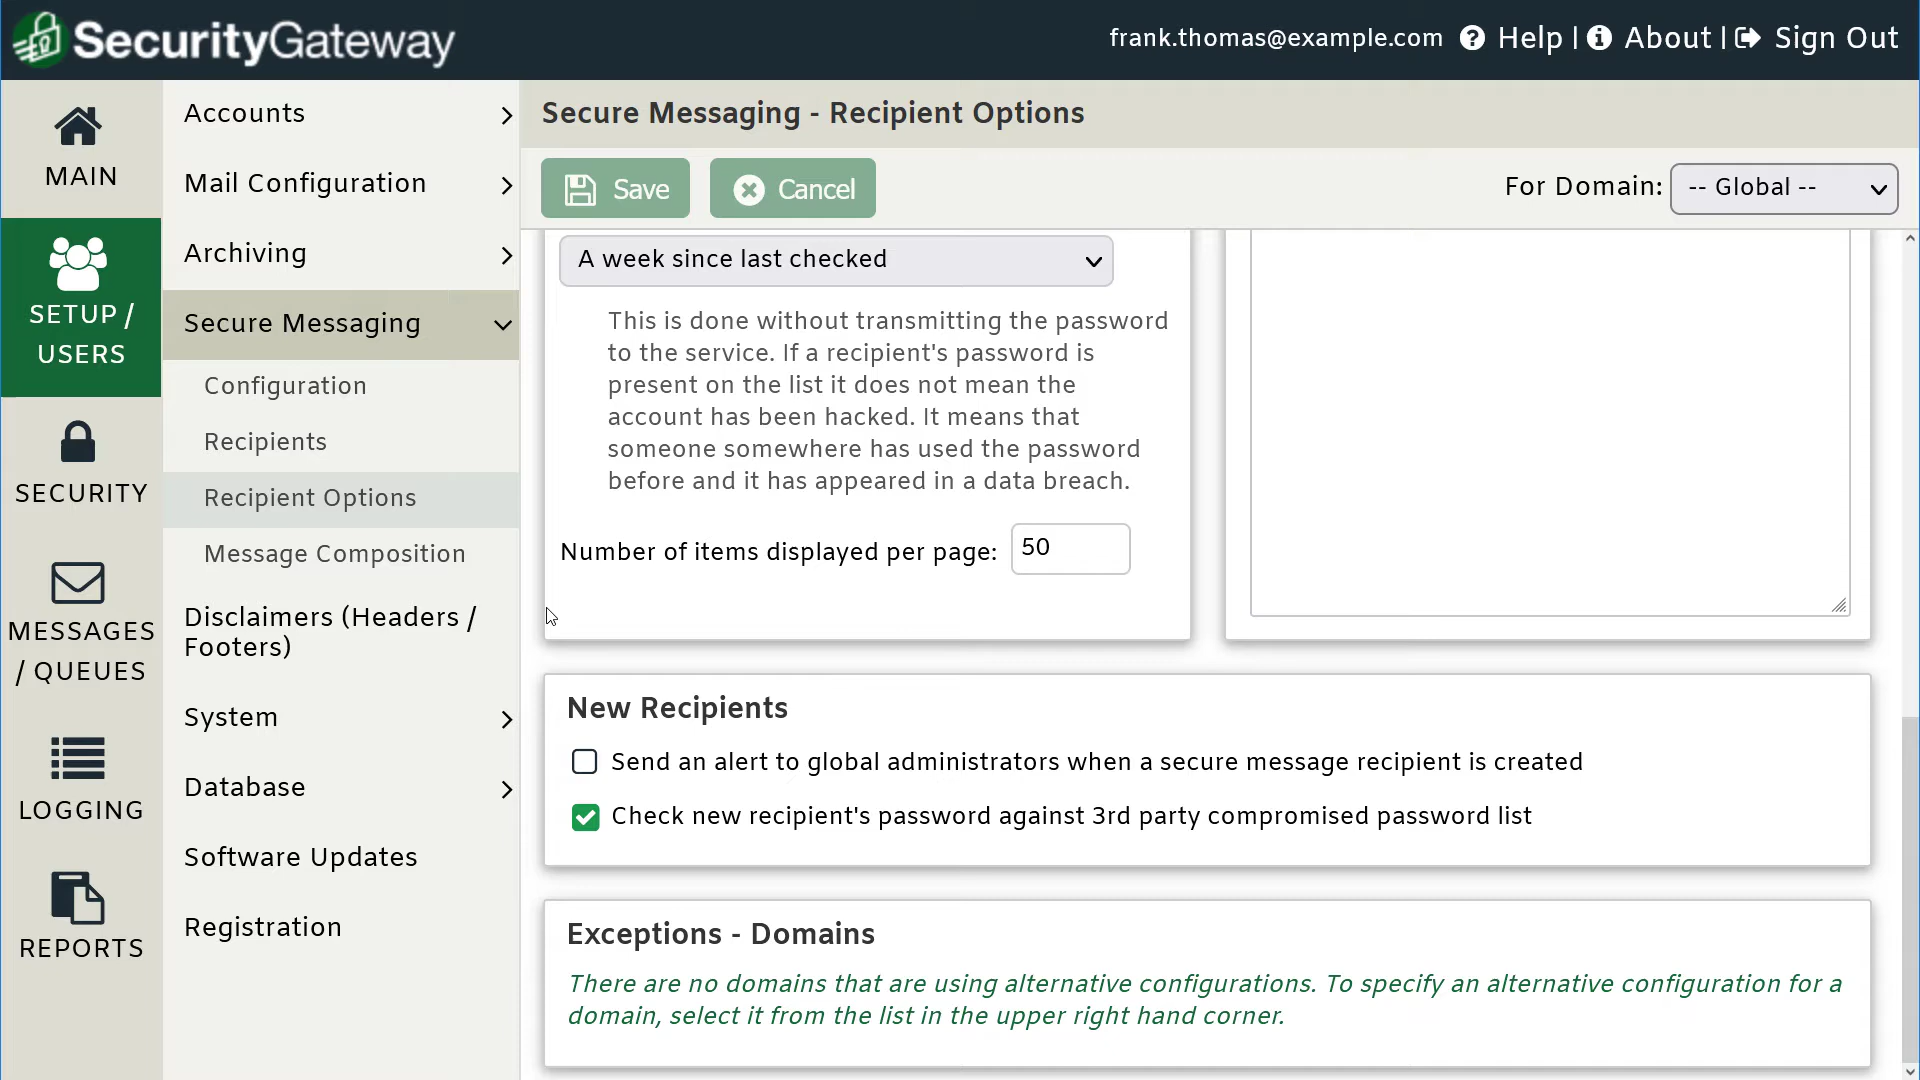 SecurityGateway
frank.thomas@example.com Help | About | Sign Out
MAIN
SETUP /
USERS
SECURITY
MESSAGES
/ QUEUES
LOGGING
REPORTS
Accounts
Mail Configuration
Archiving
Secure Messaging
Configuration
Recipients
Recipient Options
Message Composition
Disclaimers (Headers /
Footers)
System
Database
Software Updates
Registration
Secure Messaging - Recipient Options
Save Cancel
For Domain: -- Global --
A week since last checked
This is done without transmitting the password
to the service. If a recipient's password is
present on the list it does not mean the
account has been hacked. It means that
someone somewhere has used the password
before and it has appeared in a data breach.
Number of items displayed per page: 50
New Recipients
Send an alert to global administrators when a secure message recipient is created
Check new recipient's password against 3rd party compromised password list
Exceptions - Domains
There are no domains that are using alternative configurations. To specify an alternative configuration for a
domain, select it from the list in the upper right hand corner.